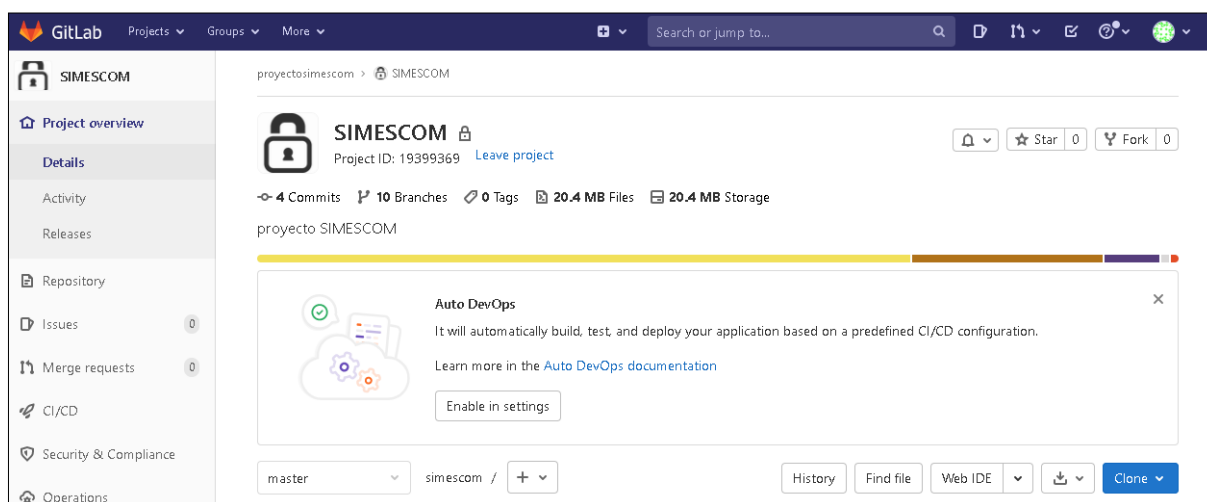 GitLab Projects Groups More Search or jump to...
SIMESCOM
proyectosimescom > SIMESCOM
Project overview
Details
Activity
Releases
Repository
Issues 0
Merge requests 0
CI/CD
Security & Compliance
Operations
SIMESCOM
Project ID: 19399369 Leave project
Star 0 Fork 0
4 Commits 10 Branches 0 Tags 20.4 MB Files 20.4 MB Storage
proyecto SIMESCOM
Auto DevOps
It will automatically build, test, and deploy your application based on a predefined CI/CD configuration.
Learn more in the Auto DevOps documentation
Enable in settings
master simescom / + History Find file Web IDE Clone